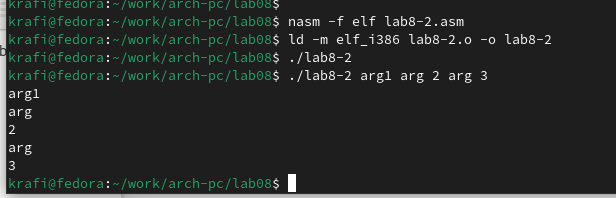 krafi@fedora:~/work/arch-pc/lab08$
krafi@fedora:~/work/arch-pc/lab08$ nasm -f elf lab8-2.asm
krafi@fedora:~/work/arch-pc/lab08$ ld -m elf_i386 lab8-2.o -o lab8-2
krafi@fedora:~/work/arch-pc/lab08$ ./lab8-2
krafi@fedora:~/work/arch-pc/lab08$ ./lab8-2 arg1 arg 2 arg 3
arg1
arg
2
arg
3
krafi@fedora:~/work/arch-pc/lab08$